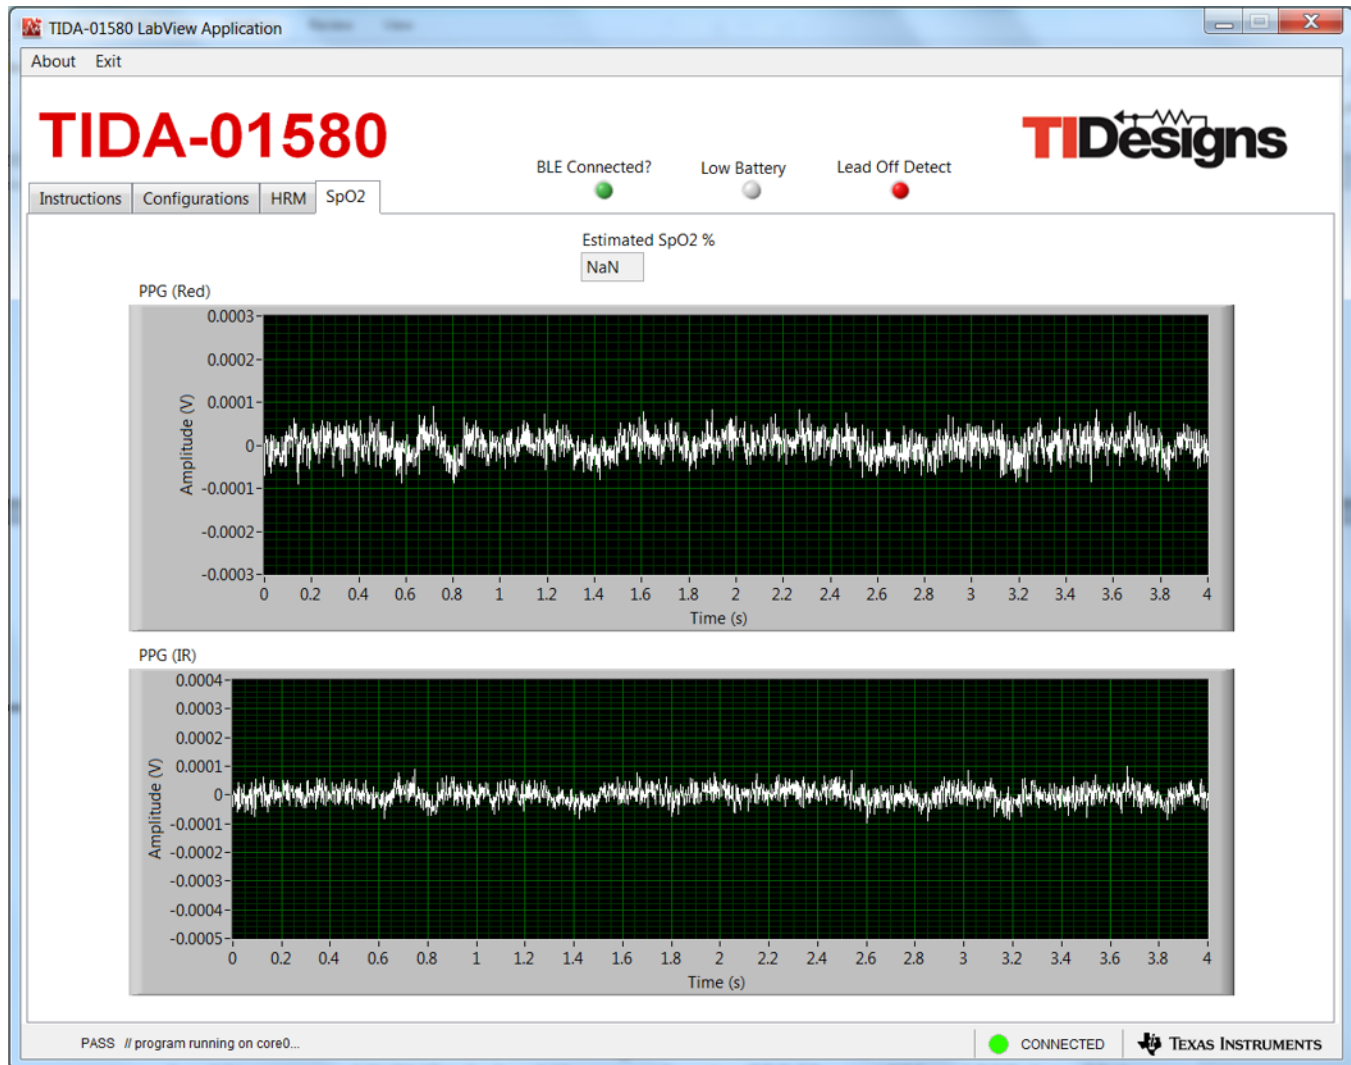 TIDA-01580 LabView Application
About Exit
TIDA-01580
TIDesigns
BLE Connected? Low Battery Lead Off Detect
Instructions Configurations HRM SpO2
Estimated SpO2 %
NaN
PPG (Red)
0.0003
0.0002
0.0001
0
-0.0001
-0.0002
-0.0003
Amplitude (V)
0 0.2 0.4 0.6 0.8 1 1.2 1.4 1.6 1.8 2 2.2 2.4 2.6 2.8 3 3.2 3.4 3.6 3.8 4
Time (s)
PPG (IR)
0.0004
0.0003
0.0002
0.0001
0
-0.0001
-0.0002
-0.0003
-0.0004
-0.0005
Amplitude (V)
0 0.2 0.4 0.6 0.8 1 1.2 1.4 1.6 1.8 2 2.2 2.4 2.6 2.8 3 3.2 3.4 3.6 3.8 4
Time (s)
PASS // program running on core0...
CONNECTED
TEXAS INSTRUMENTS